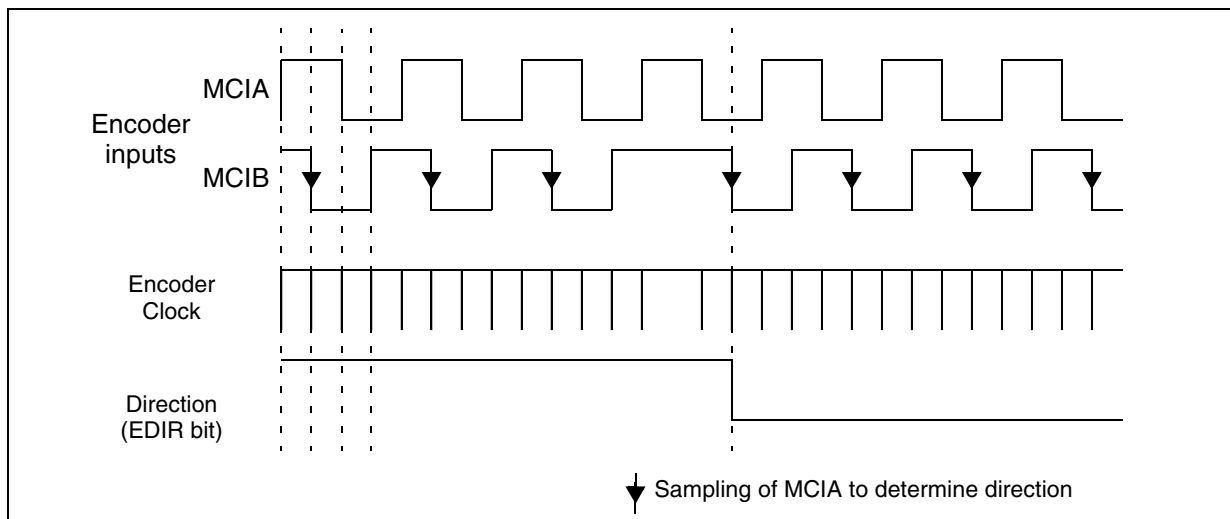 MCIA
Encoder
inputs
MCIB
Encoder
Clock
Direction
(EDIR bit)
Sampling of MCIA to determine direction